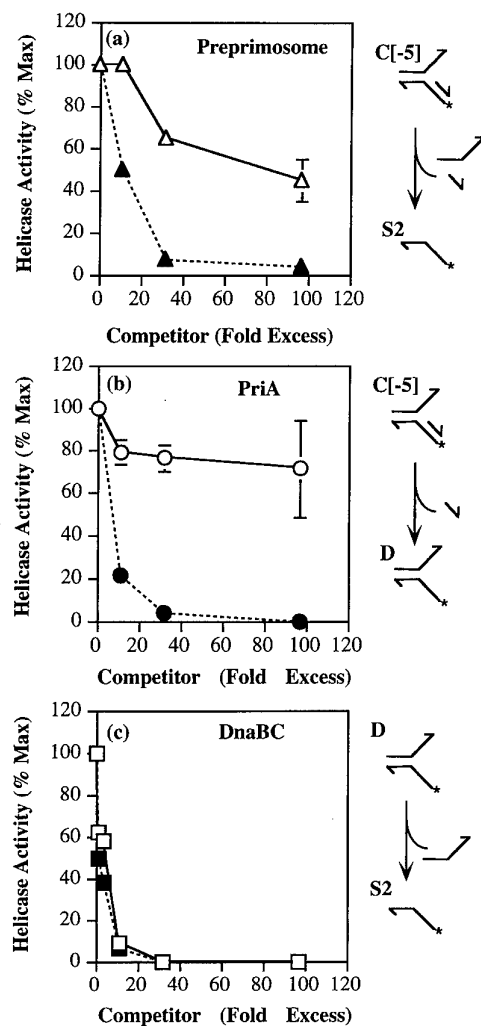 (a) Preprimosome
120
100
80
60
40
20
0
Helicase Activity (% Max)
0 20 40 60 80 100 120
Competitor (Fold Excess)
C[-5]
*
S2
*
(b) PriA
120
100
80
60
40
20
0
Helicase Activity (% Max)
0 20 40 60 80 100 120
Competitor (Fold Excess)
C[-5]
*
D
*
(c) DnaBC
120
100
80
60
40
20
0
Helicase Activity (% Max)
0 20 40 60 80 100 120
Competitor (Fold Excess)
D
*
S2
*